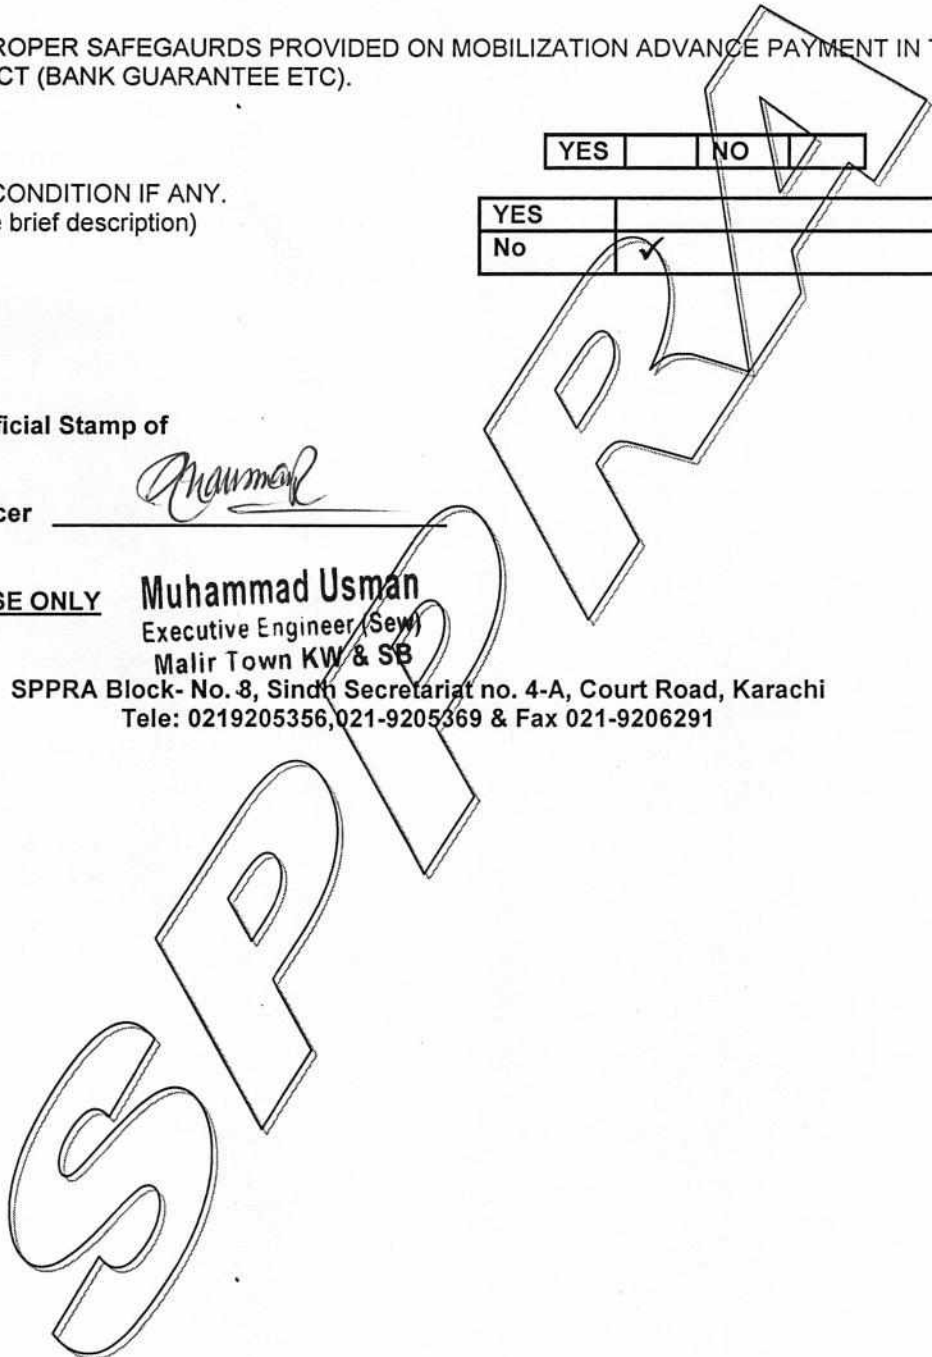 ROPER SAFEGAURDS PROVIDED ON MOBILIZATION ADVANCE PAYMENT IN
CT (BANK GUARANTEE ETC).
YES NO
CONDITION IF ANY.
e brief description)
YES
No ✓
ficial Stamp of
cer
SE ONLY
Muhammad Usman
Executive Engineer (Sew)
Malir Town KW & SB
SPPRA Block- No. 8, Sindh Secretariat no. 4-A, Court Road, Karachi
Tele: 0219205356,021-9205369 & Fax 021-9206291
SPPRA